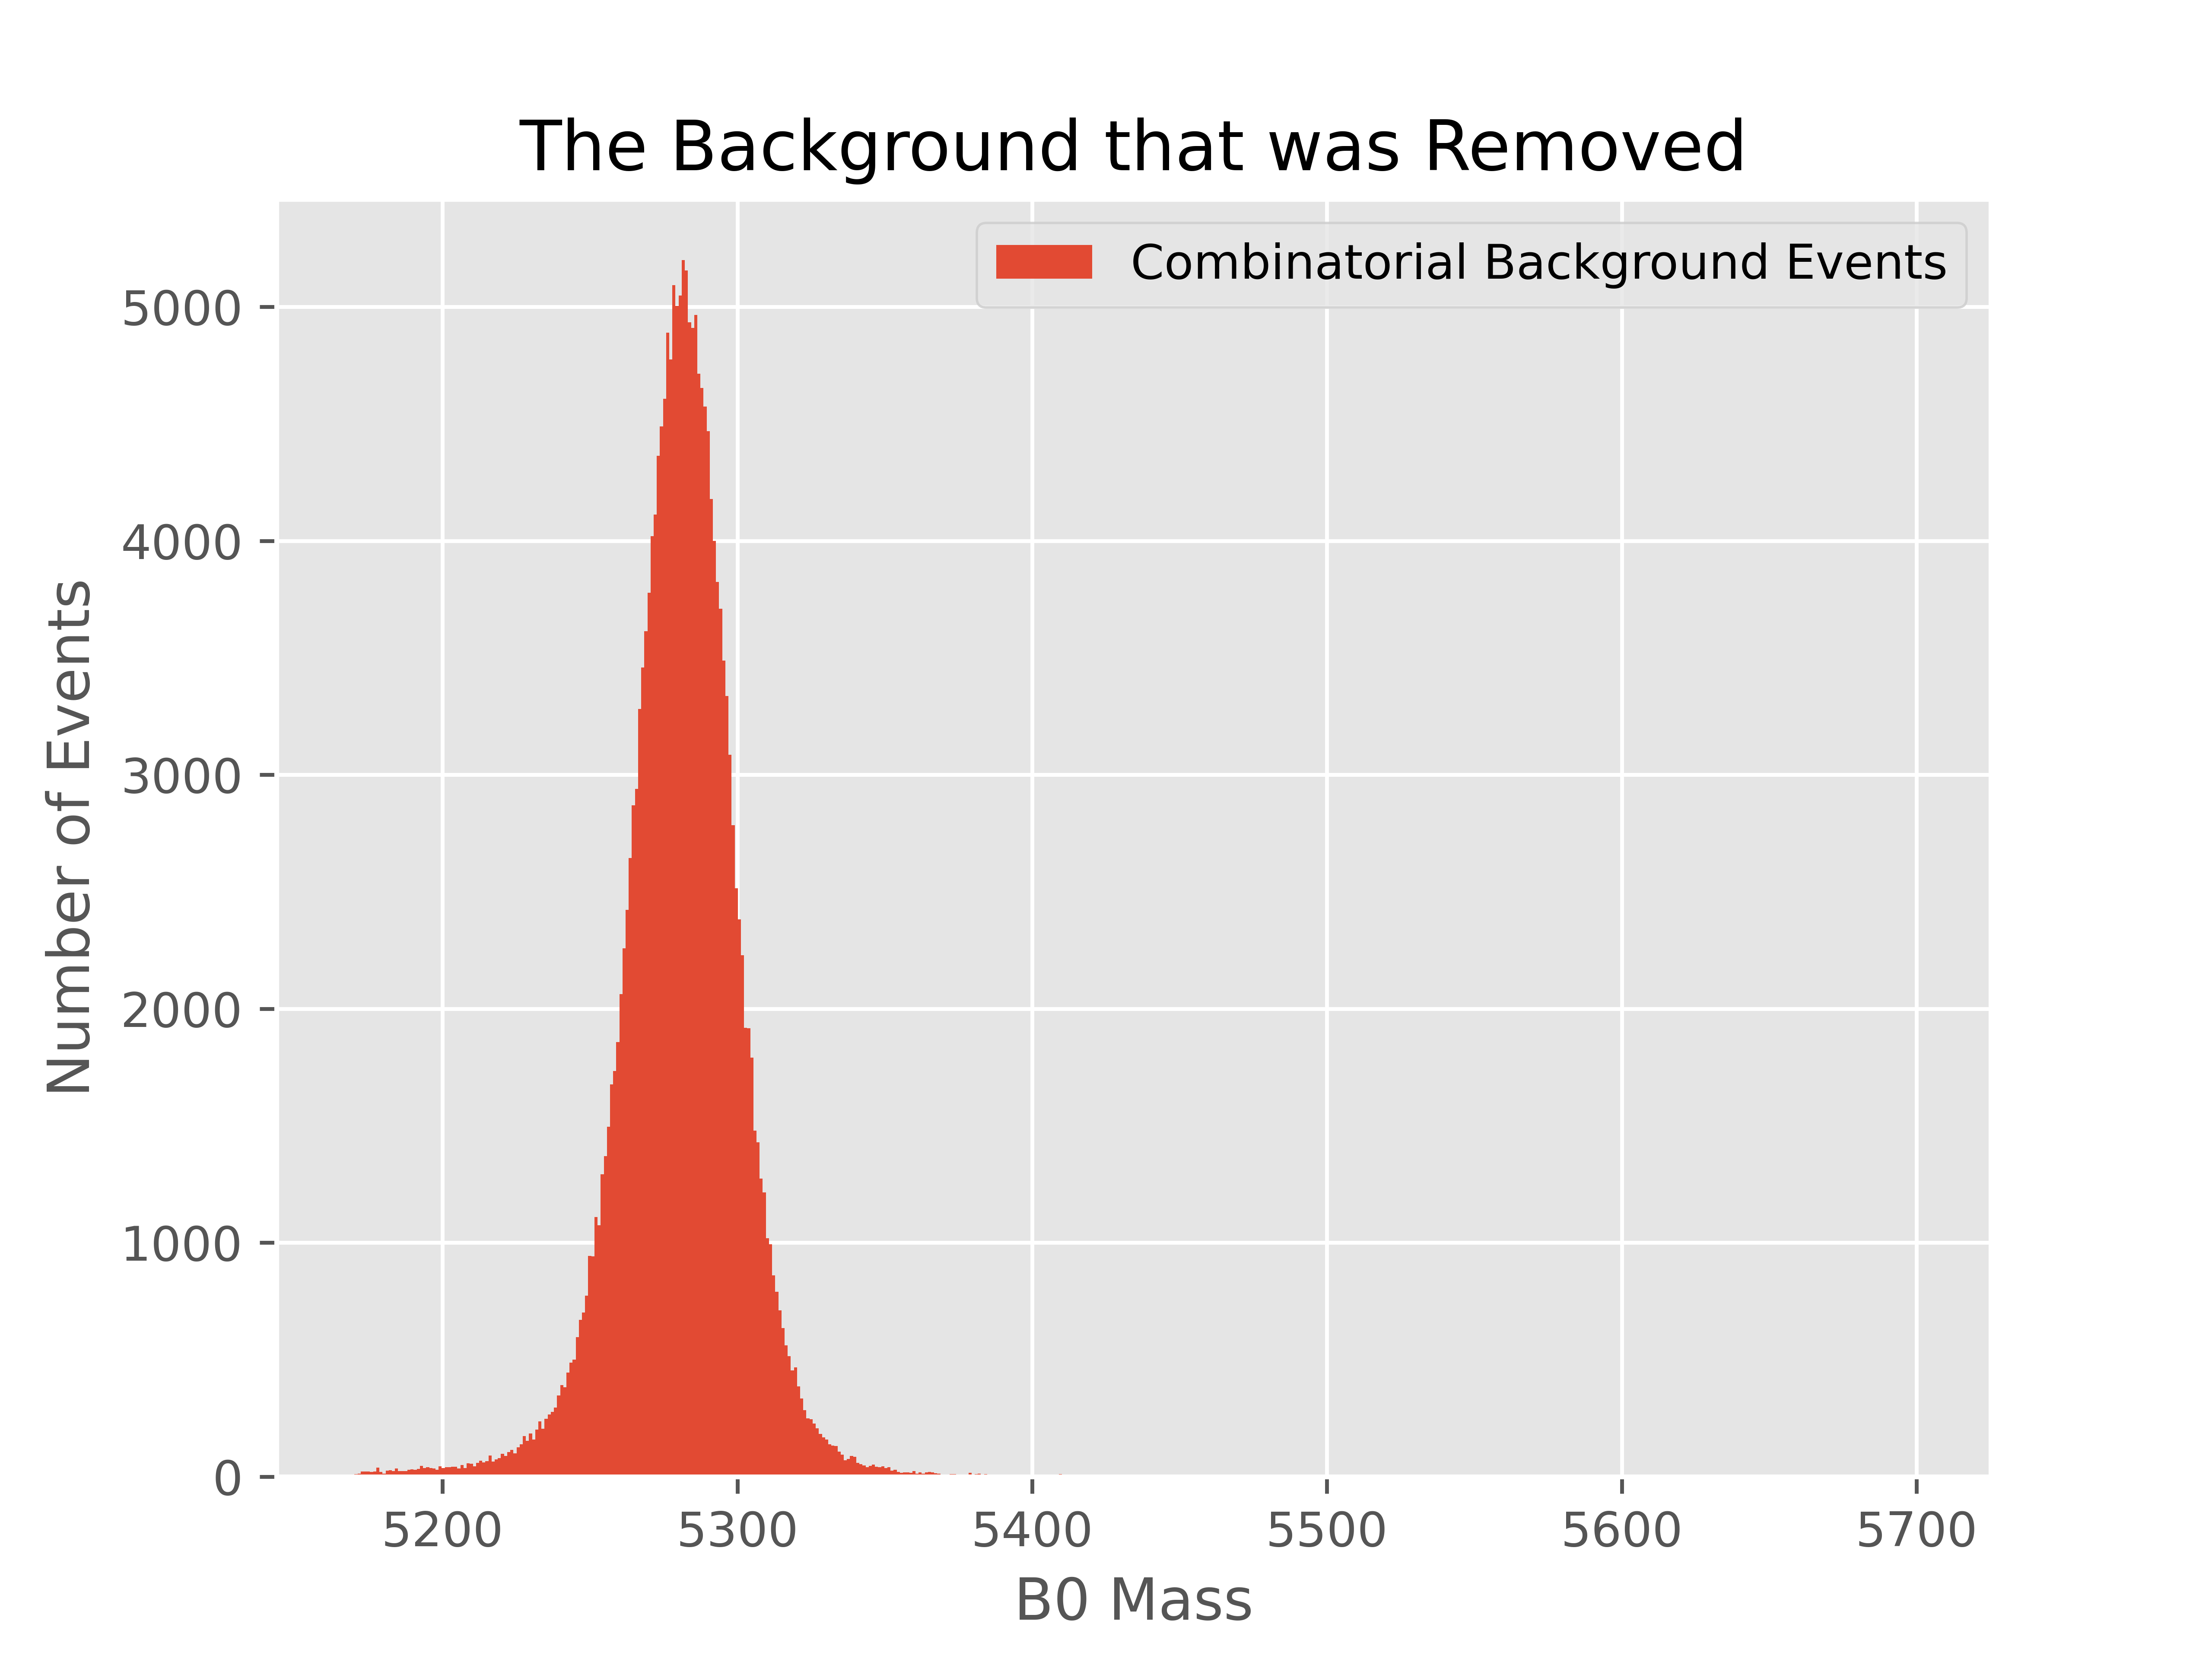 The Background that was Removed
Combinatorial Background Events
Number of Events
5000
4000
3000
2000
1000
0
5200 5300 5400 5500 5600 5700
B0 Mass